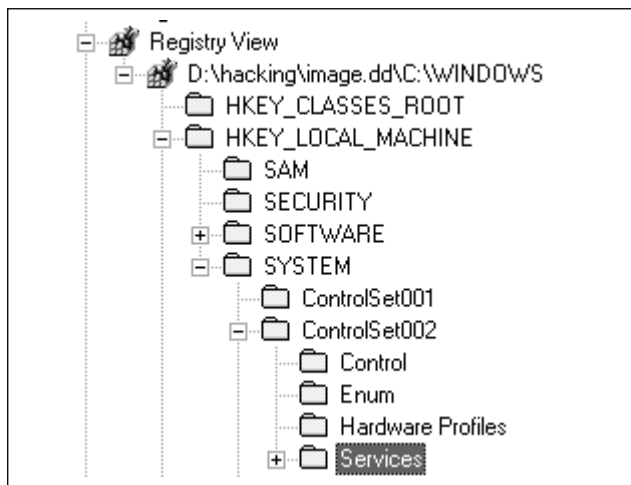 Registry View
D:\hacking\image.dd\C:\WINDOWS
HKEY_CLASSES_ROOT
HKEY_LOCAL_MACHINE
SAM
SECURITY
SOFTWARE
SYSTEM
ControlSet001
ControlSet002
Control
Enum
Hardware Profiles
Services